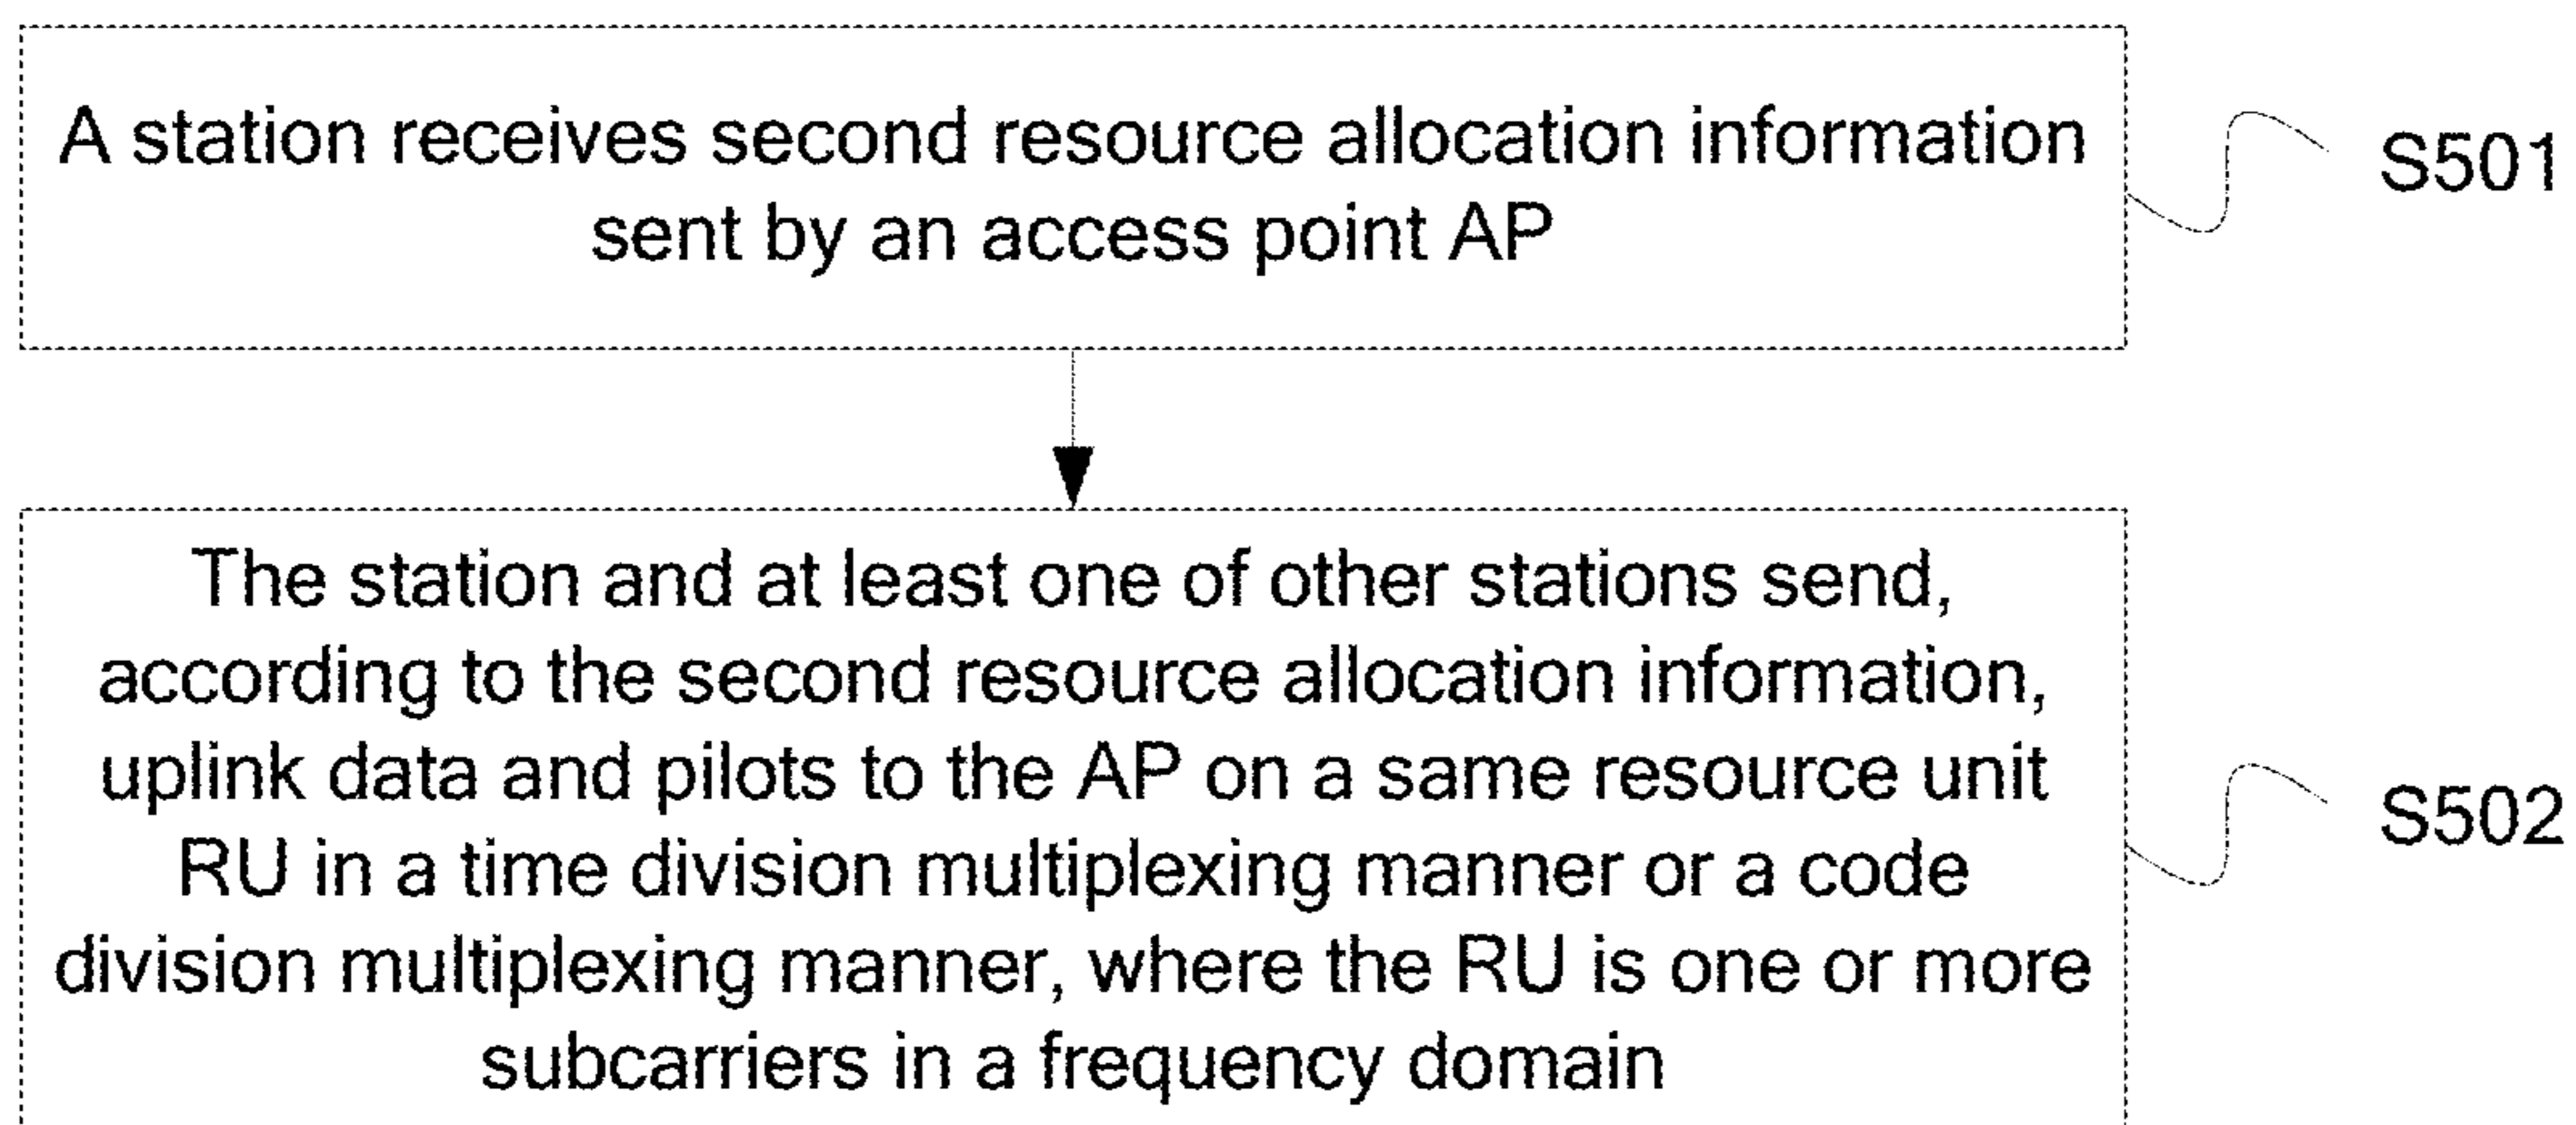 A station receives second resource allocation information
sent by an access point AP
S501
The station and at least one of other stations send,
according to the second resource allocation information,
uplink data and pilots to the AP on a same resource unit
RU in a time division multiplexing manner or a code
division multiplexing manner, where the RU is one or more
subcarriers in a frequency domain
S502